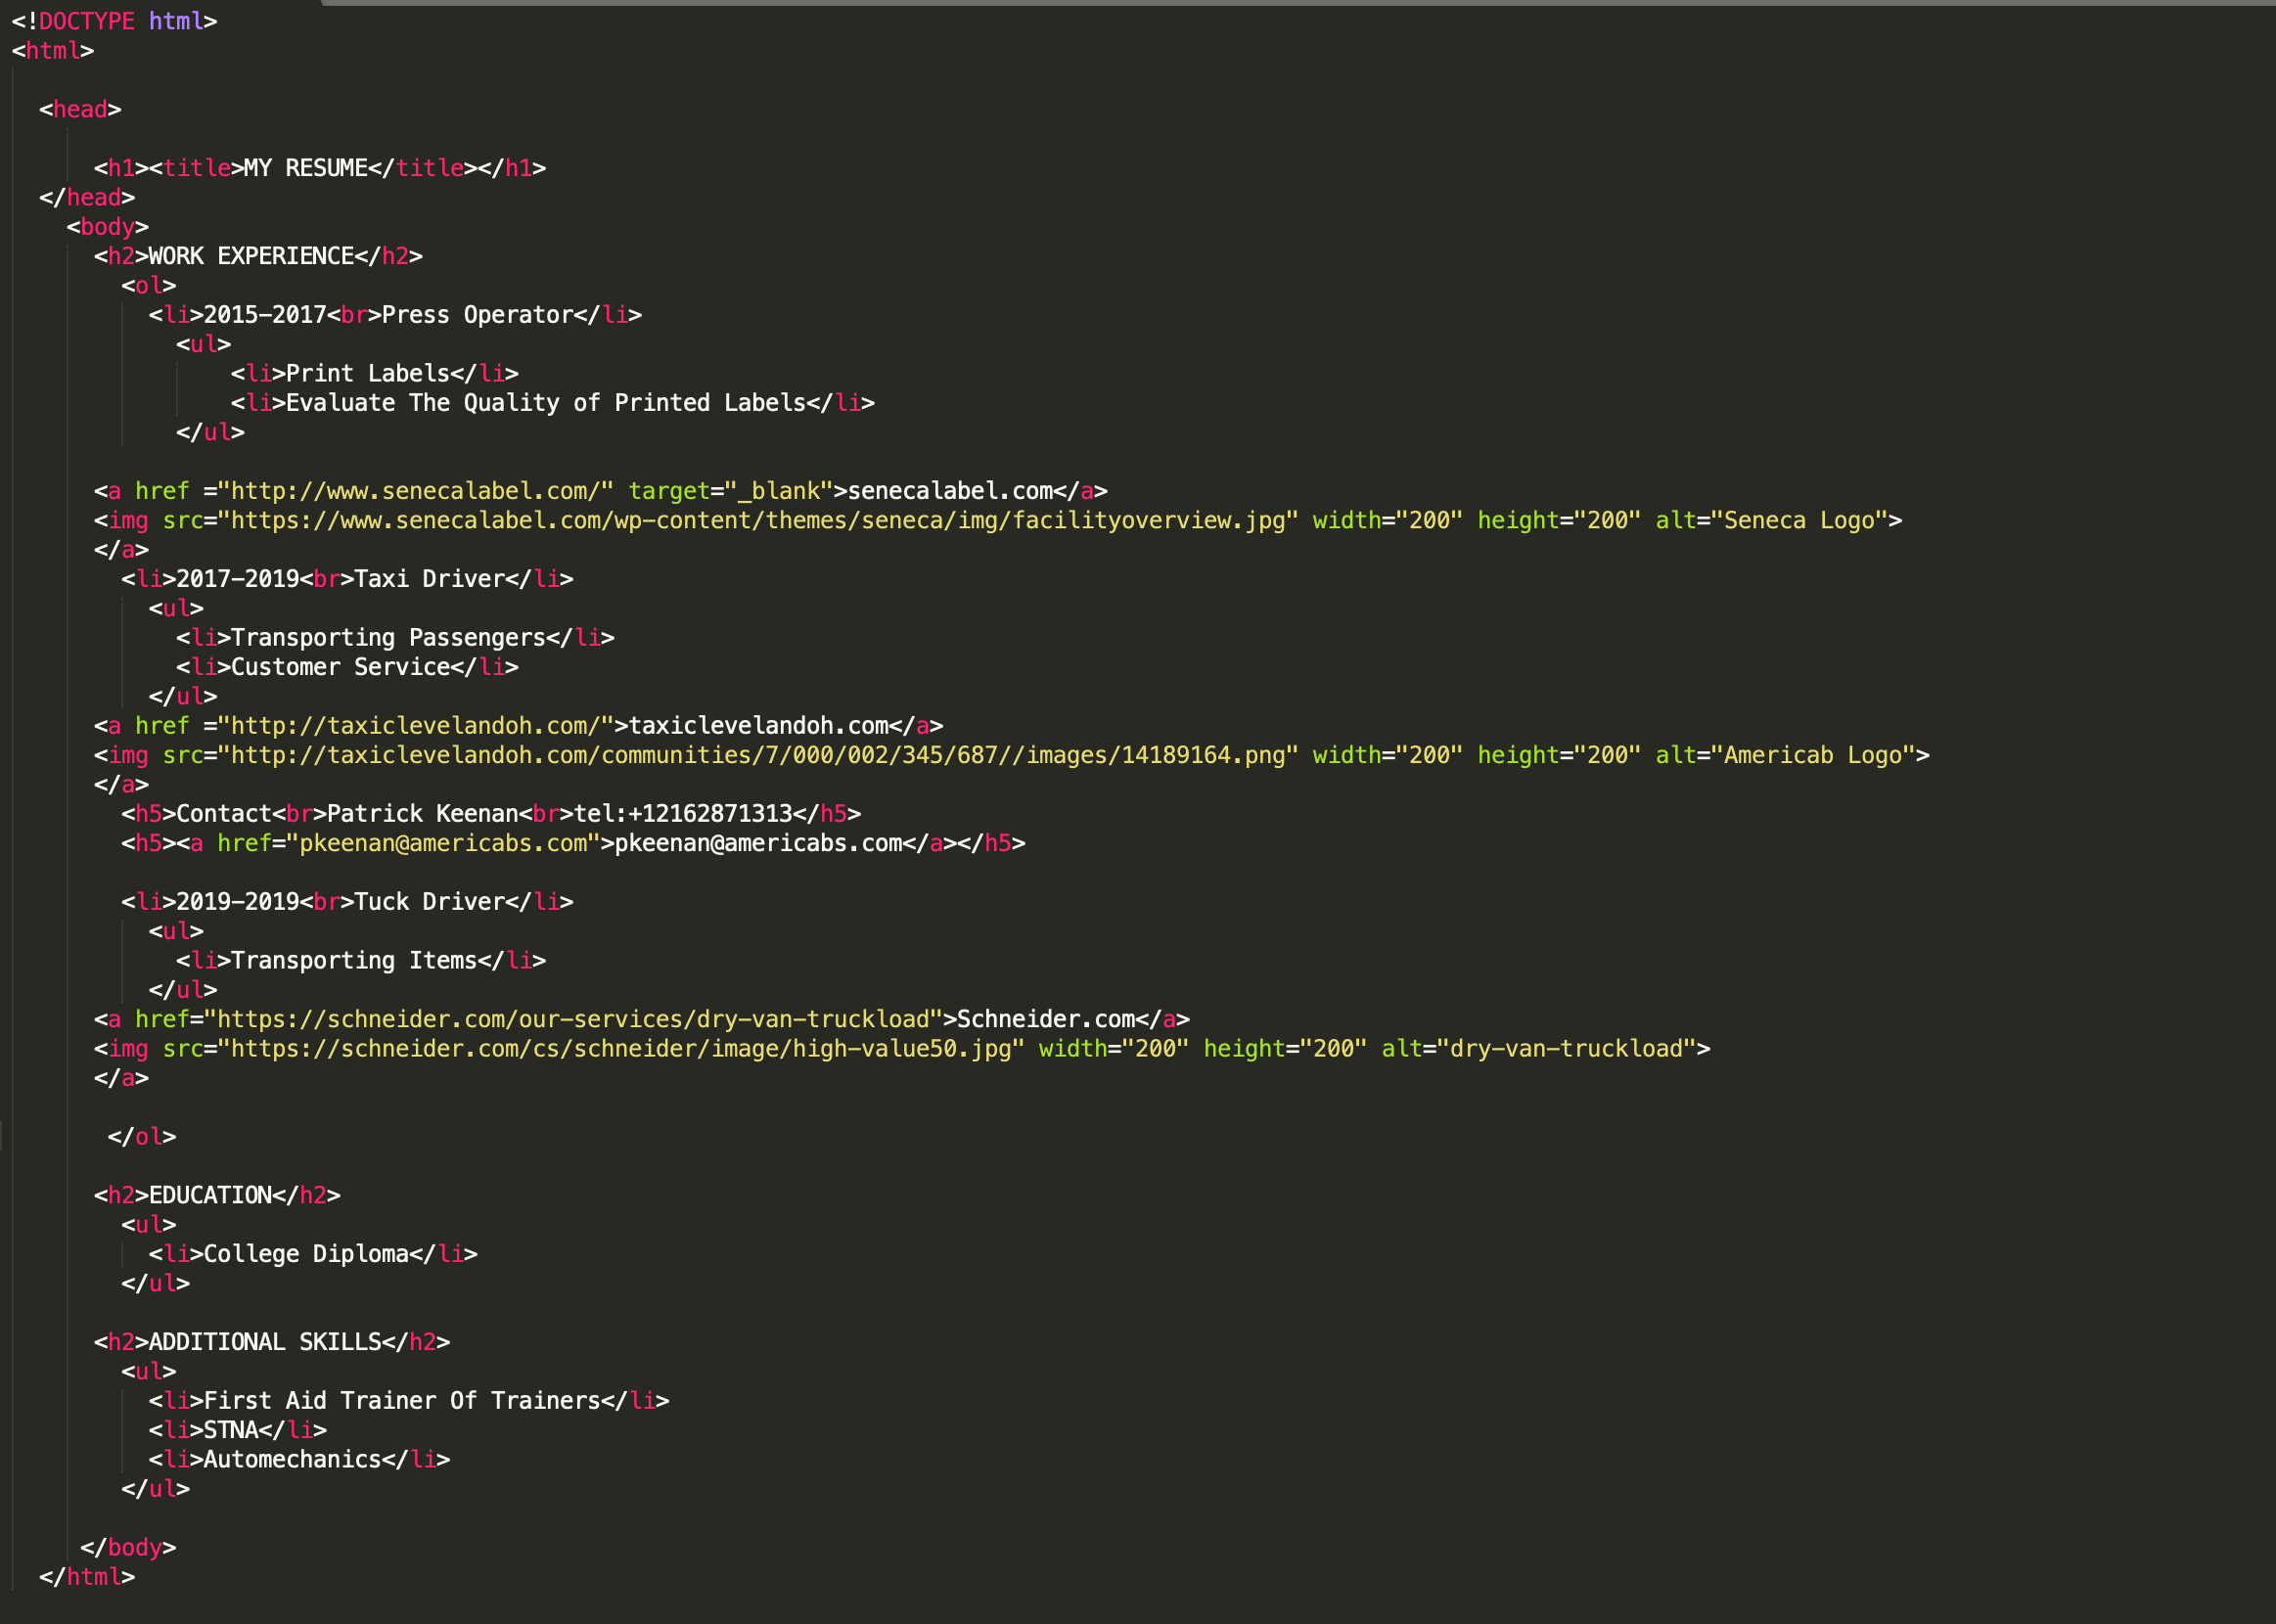 <!DOCTYPE html>
<html>
<head>
<h1><title>MY RESUME</title></h1>
</head>
<body>
<h2>WORK EXPERIENCE</h2>
<ol>
<li>2015-2017<br>Press Operator</li>
<ul>
<li>Print Labels</li>
<li>Evaluate The Quality of Printed Labels</li>
</ul>
<a href ="http://www.senecalabel.com/" target="_blank">senecalabel.com</a>
<img src="https://www.senecalabel.com/wp-content/themes/seneca/img/facilityoverview.jpg" width="200" height="200" alt="Seneca Logo">
</a>
<li>2017-2019<br>Taxi Driver</li>
<ul>
<li>Transporting Passengers</li>
<li>Customer Service</li>
</ul>
<a href ="http://taxiclevelandoh.com/">taxiclevelandoh.com</a>
<img src="http://taxiclevelandoh.com/communities/7/000/002/345/687//images/14189164.png" width="200" height="200" alt="Americab Logo">
</a>
<h5>Contact<br>Patrick Keenan<br>tel:+12162871313</h5>
<h5><a href="pkeenan@americabs.com">pkeenan@americabs.com</a></h5>
<li>2019-2019<br>Tuck Driver</li>
<ul>
<li>Transporting Items</li>
</ul>
<a href="https://schneider.com/our-services/dry-van-truckload">Schneider.com</a>
<img src="https://schneider.com/cs/schneider/image/high-value50.jpg" width="200" height="200" alt="dry-van-truckload">
</a>
</ol>
<h2>EDUCATION</h2>
<ul>
<li>College Diploma</li>
</ul>
<h2>ADDITIONAL SKILLS</h2>
<ul>
<li>First Aid Trainer Of Trainers</li>
<li>STNA</li>
<li>Automechanics</li>
</ul>
</body>
</html>